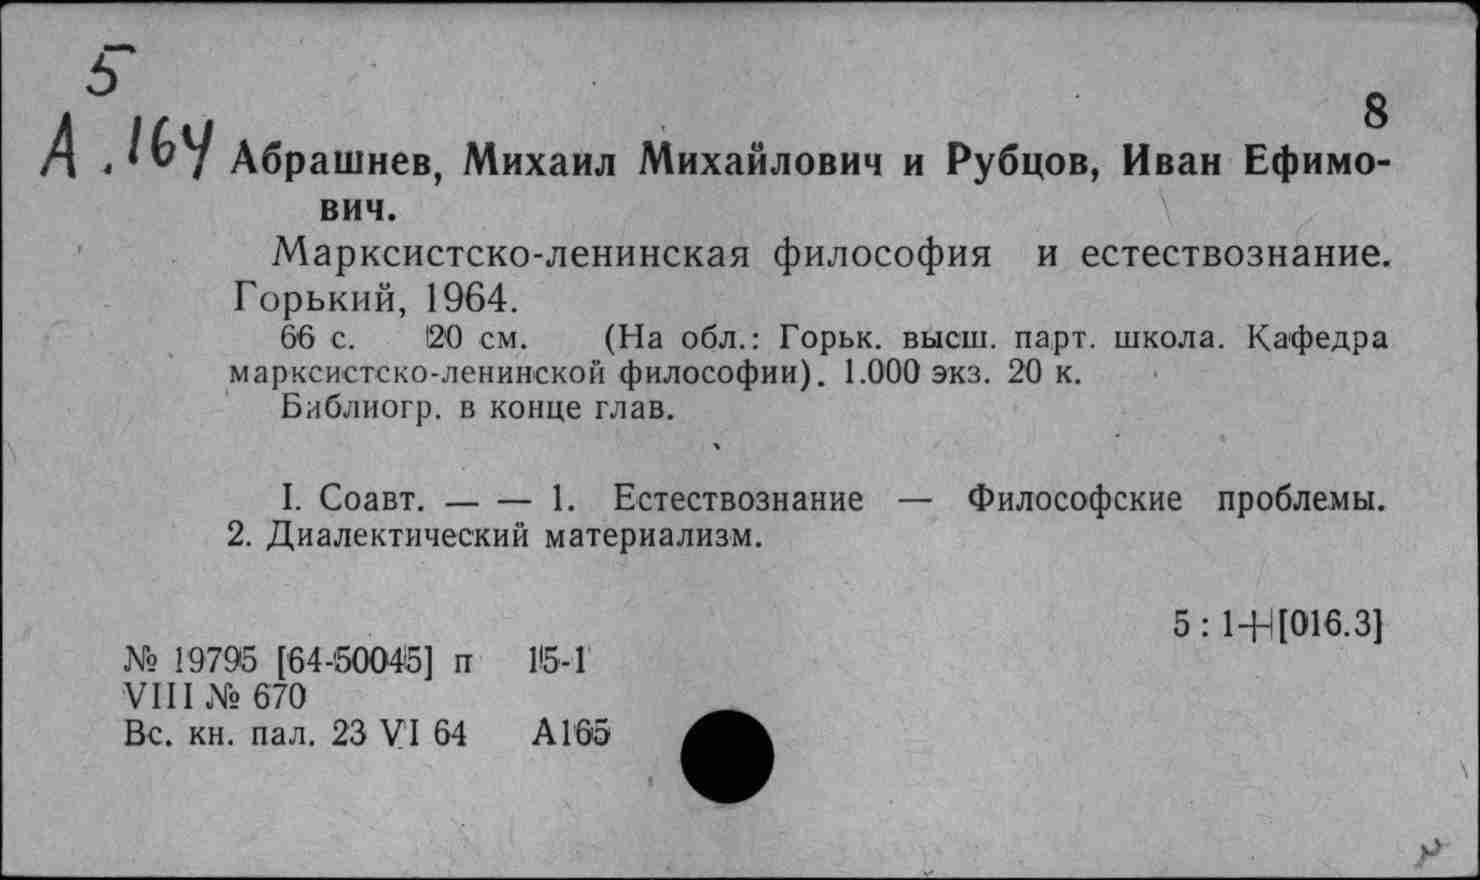 5
8
А.164 Абрашнев, Михаил Михайлович и Рубцов, Иван Ефимо-
вич.
Марксистско-ленинская философия и естествознание.
Горький, 1964.
66 с. 20 см. (На обл.: Горьк. высш. парт. школа. Кафедра
марксистско-ленинской философии). 1.000 экз. 20 к.
Библиогр. в конце глав.
I. Соавт. — — 1. Естествознание — Философские проблемы.
2. Диалектический материализм.
5 : 1+[016.3]
№ 19795 [64-50045] п 15-1
VIII № 670
Вс. кн. пал. 23 VI 64 А165